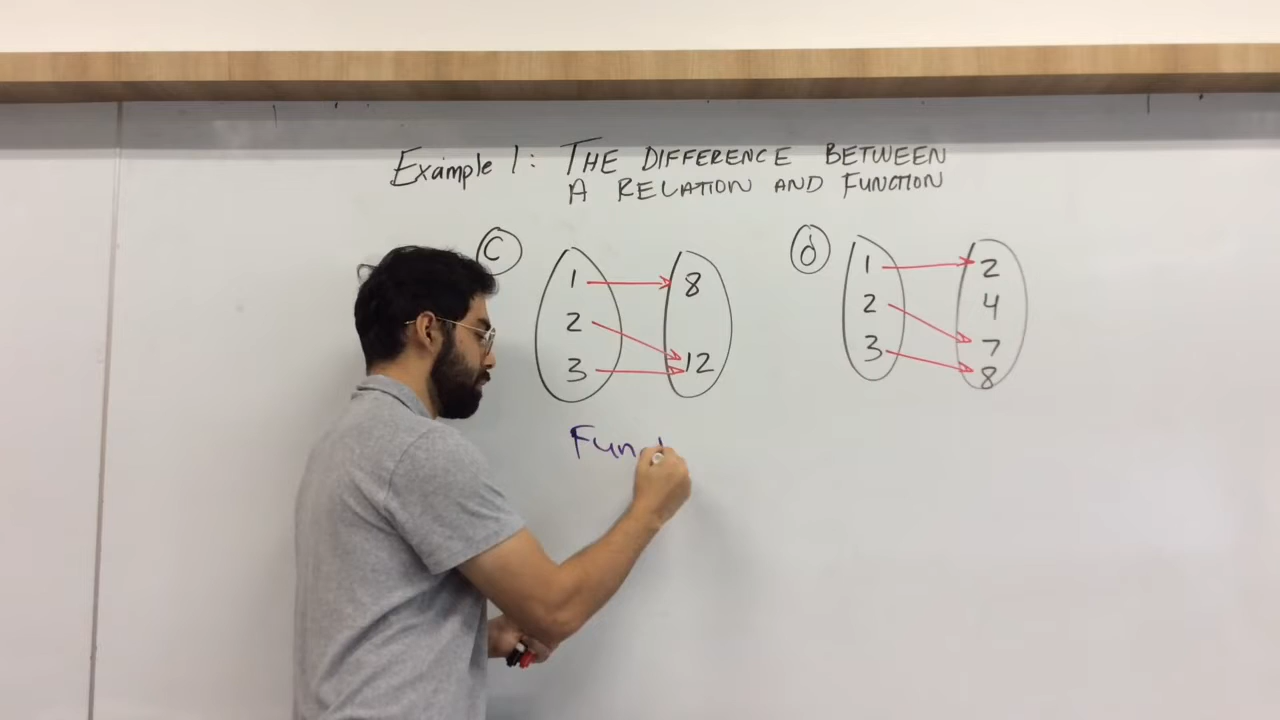 Example 1: THE DIFFERENCE BETWEEN
A RELATION AND FUNCTION
C
1 8
2
3 12
Fun
d
1 2
2 4
3 7
8